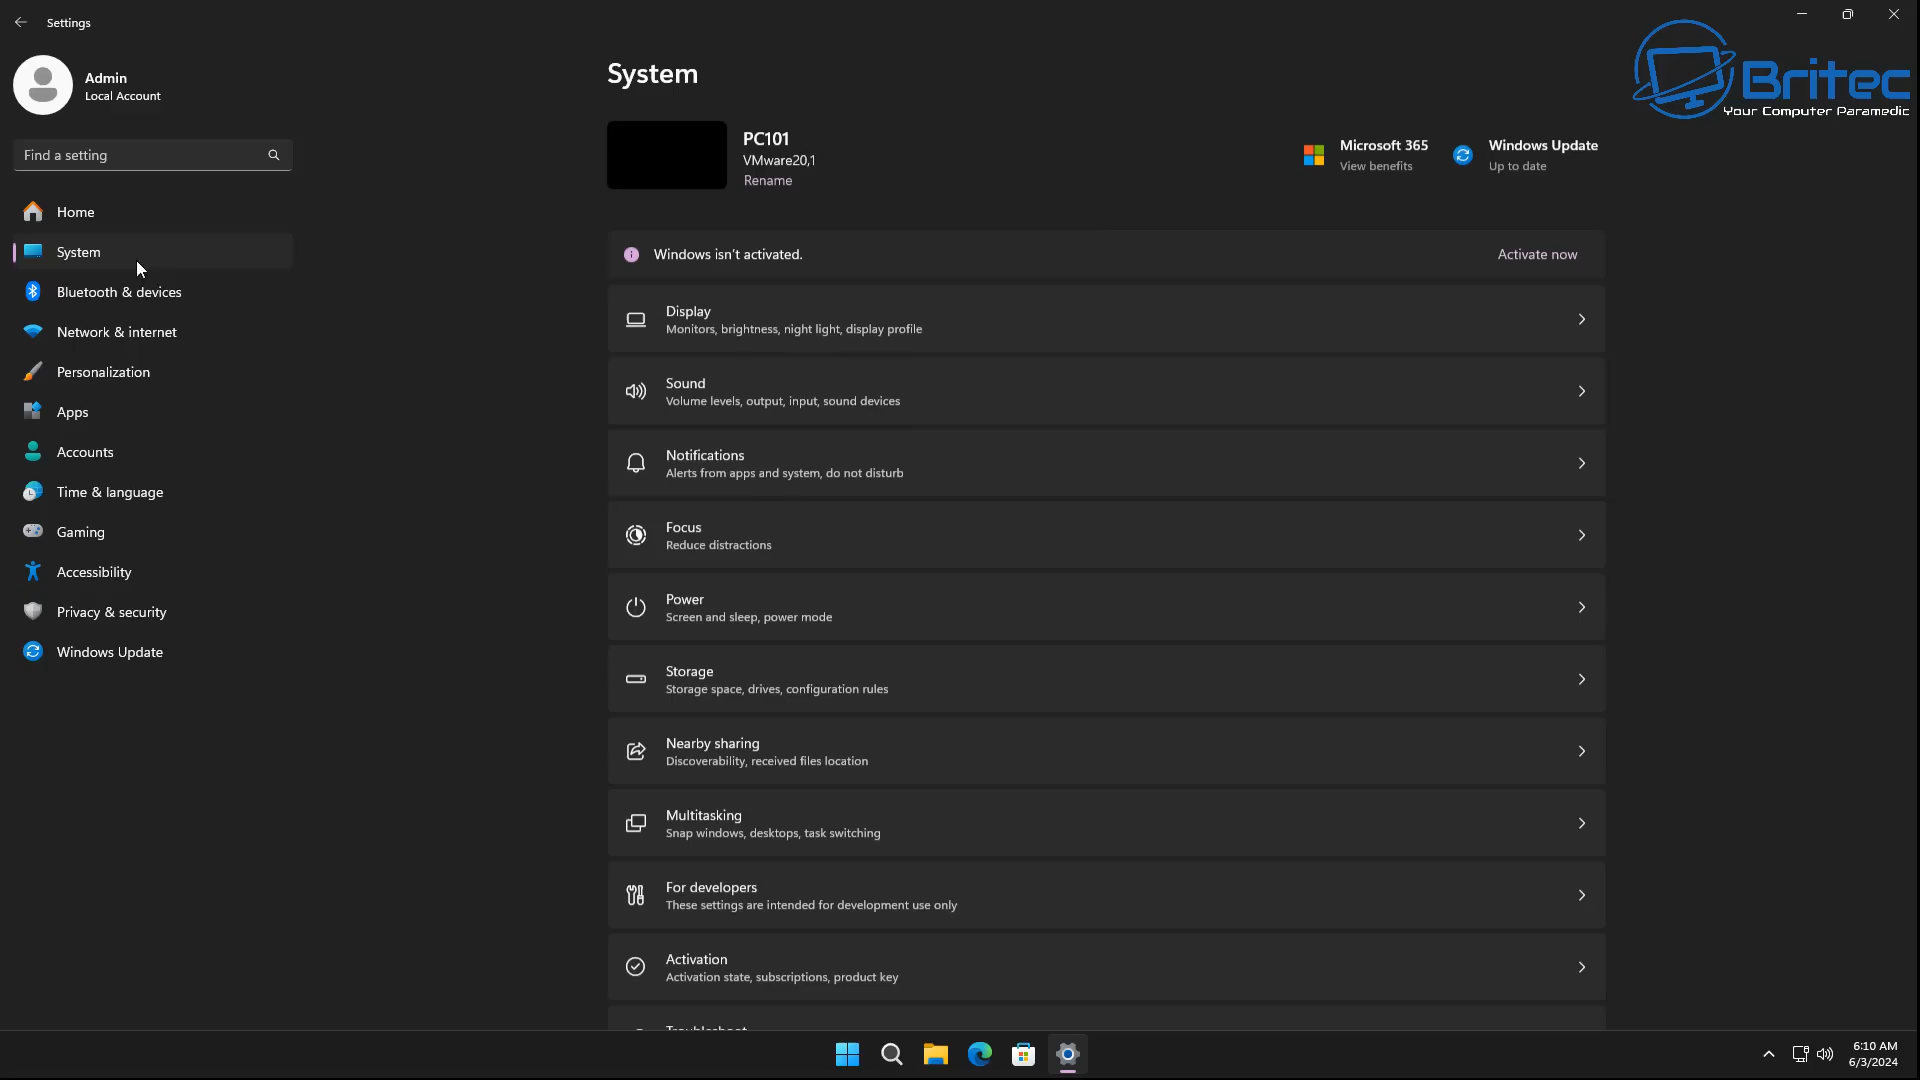 Settings
Admin
Local Account
Find a setting
Home
System
Bluetooth & devices
Network & internet
Personalization
Apps
Accounts
Time & language
Gaming
Accessibility
Privacy & security
Windows Update
System
PC101
VMware20,1
Rename
Microsoft 365
View benefits
Windows Update
Up to date
Britec
Your Computer Paramedic
Windows isn't activated.
Activate now
Display
Monitors, brightness, night light, display profile
Sound
Volume levels, output, input, sound devices
Notifications
Alerts from apps and system, do not disturb
Focus
Reduce distractions
Power
Screen and sleep, power mode
Storage
Storage space, drives, configuration rules
Nearby sharing
Discoverability, received files location
Multitasking
Snap windows, desktops, task switching
For developers
These settings are intended for development use only
Activation
Activation state, subscriptions, product key
Troubleshoot
6:10 AM
6/3/2024